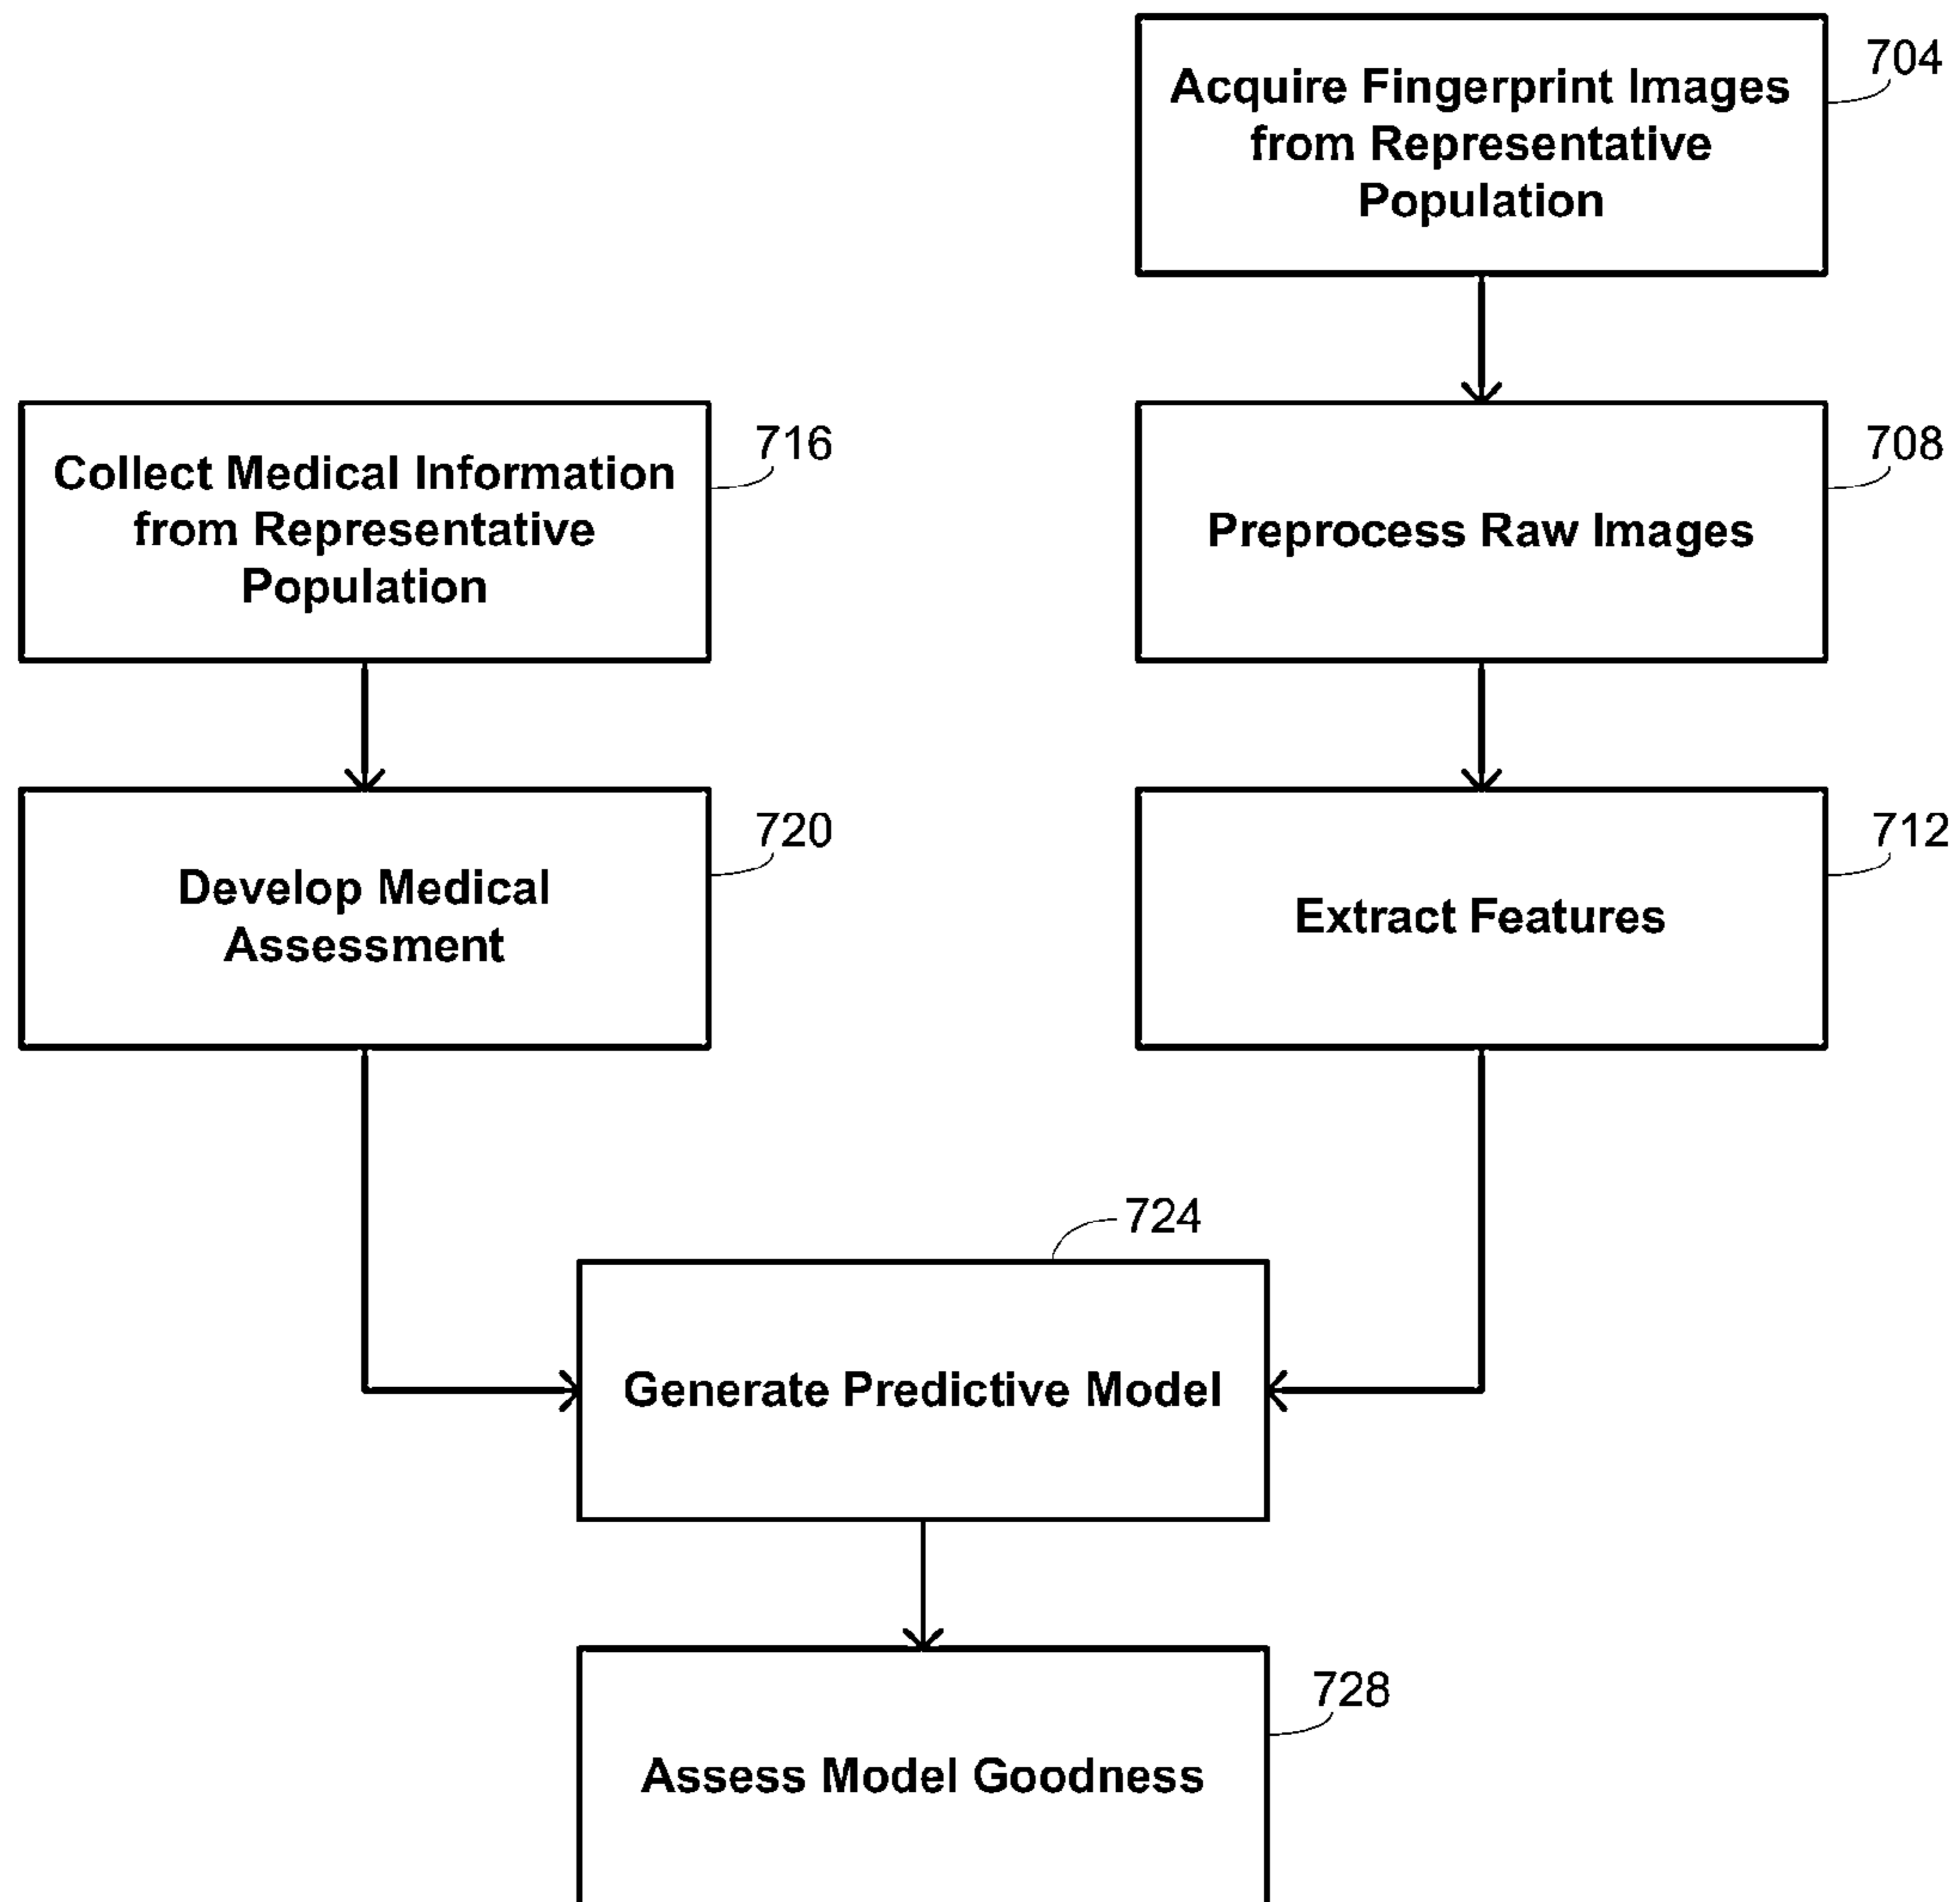 704
Acquire Fingerprint Images
from Representative
Population
716
Collect Medical Information
from Representative
Population
708
Preprocess Raw Images
720
Develop Medical
Assessment
712
Extract Features
724
Generate Predictive Model
728
Assess Model Goodness